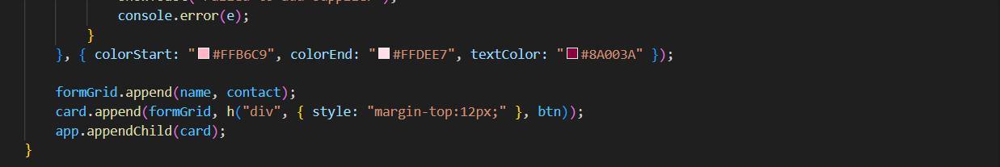 console.error(e);
}
}, { colorStart: "#FFB6C9", colorEnd: "#FFDEE7", textColor: "#8A003A" });
formGrid.append(name, contact);
card.append(formGrid, h("div", { style: "margin-top:12px;" }, btn));
app.appendChild(card);
}